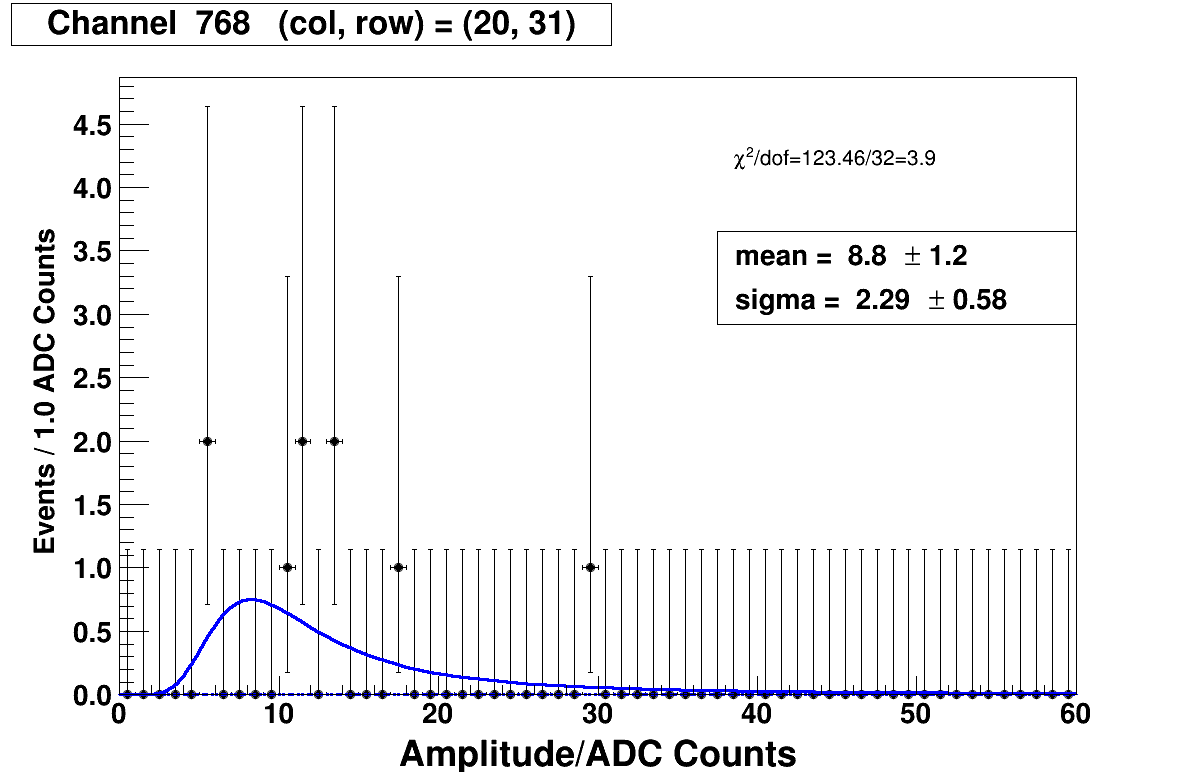 Channel 768 (col, row) = (20, 31)
χ²/dof=123.46/32=3.9
mean = 8.8 ± 1.2
sigma = 2.29 ± 0.58
Events / 1.0 ADC Counts
4.5
4.0
3.5
3.0
2.5
2.0
1.5
1.0
0.5
0.0
0 10 20 30 40 50 60
Amplitude/ADC Counts